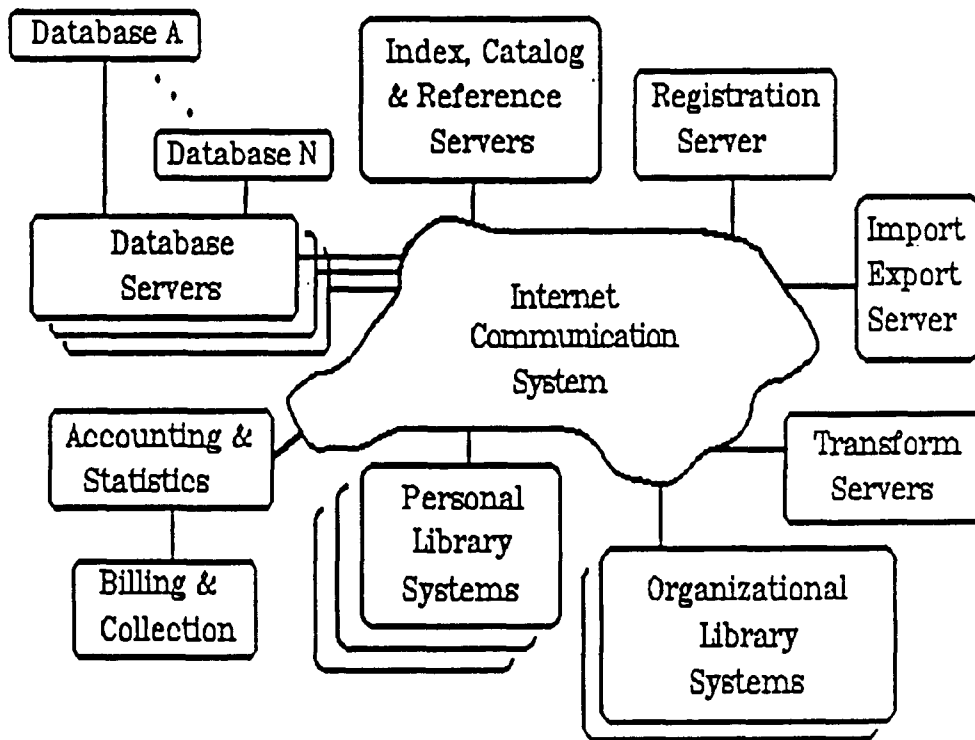 Database A
Database N
Index, Catalog
& Reference
Servers
Registration
Server
Database
Servers
Import
Export
Server
Internet
Communication
System
Accounting &
Statistics
Billing &
Collection
Personal
Library
Systems
Organizational
Library
Systems
Transform
Servers